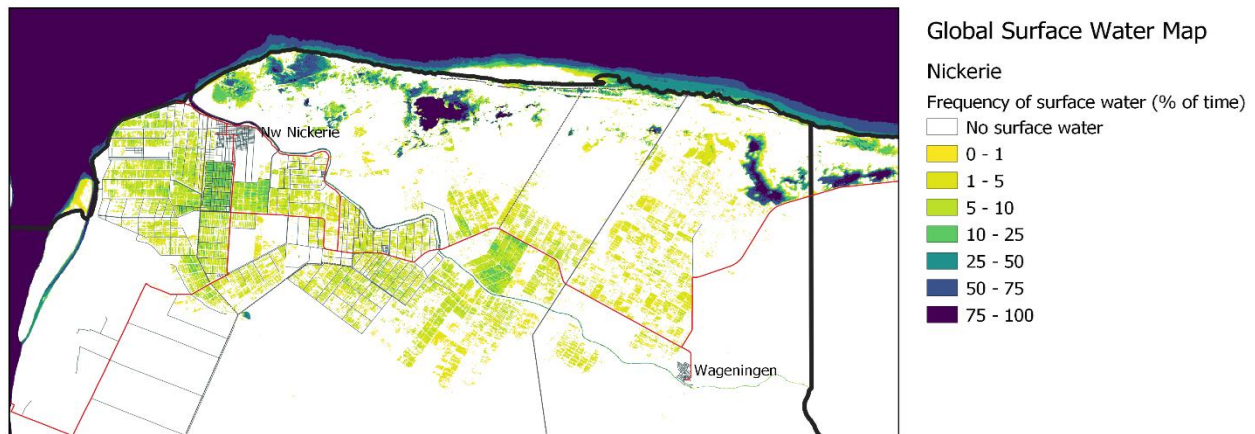 Global Surface Water Map
Nickerie
Frequency of surface water (% of time)
No surface water
0 - 1
1 - 5
5 - 10
10 - 25
25 - 50
50 - 75
75 - 100
Nw Nickerie
Wageningen